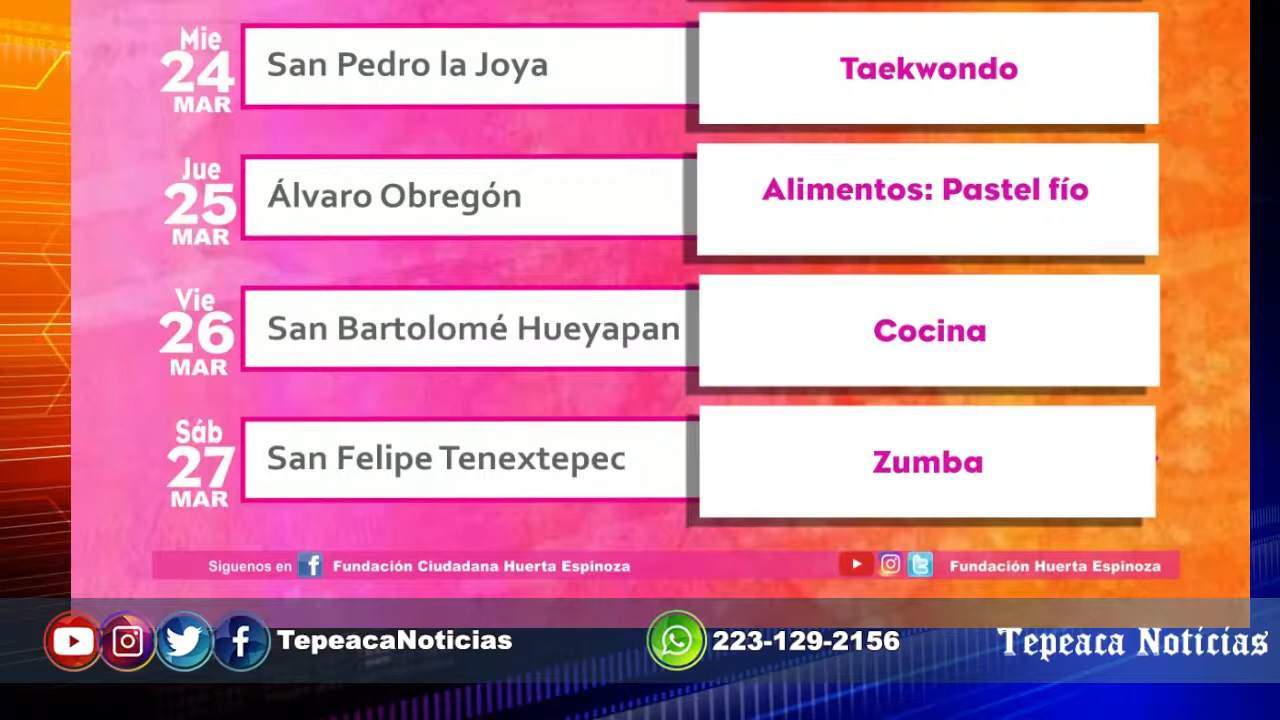 Mie
24
MAR
San Pedro la Joya
Taekwondo
Jue
25
MAR
Álvaro Obregón
Alimentos: Pastel fío
Vie
26
MAR
San Bartolomé Hueyapan
Cocina
Sáb
27
MAR
San Felipe Tenextepec
Zumba
Siguenos en f Fundación Ciudadana Huerta Espinoza
Fundación Huerta Espinoza
TepeacaNoticias
223-129-2156
Tepeaca Noticias